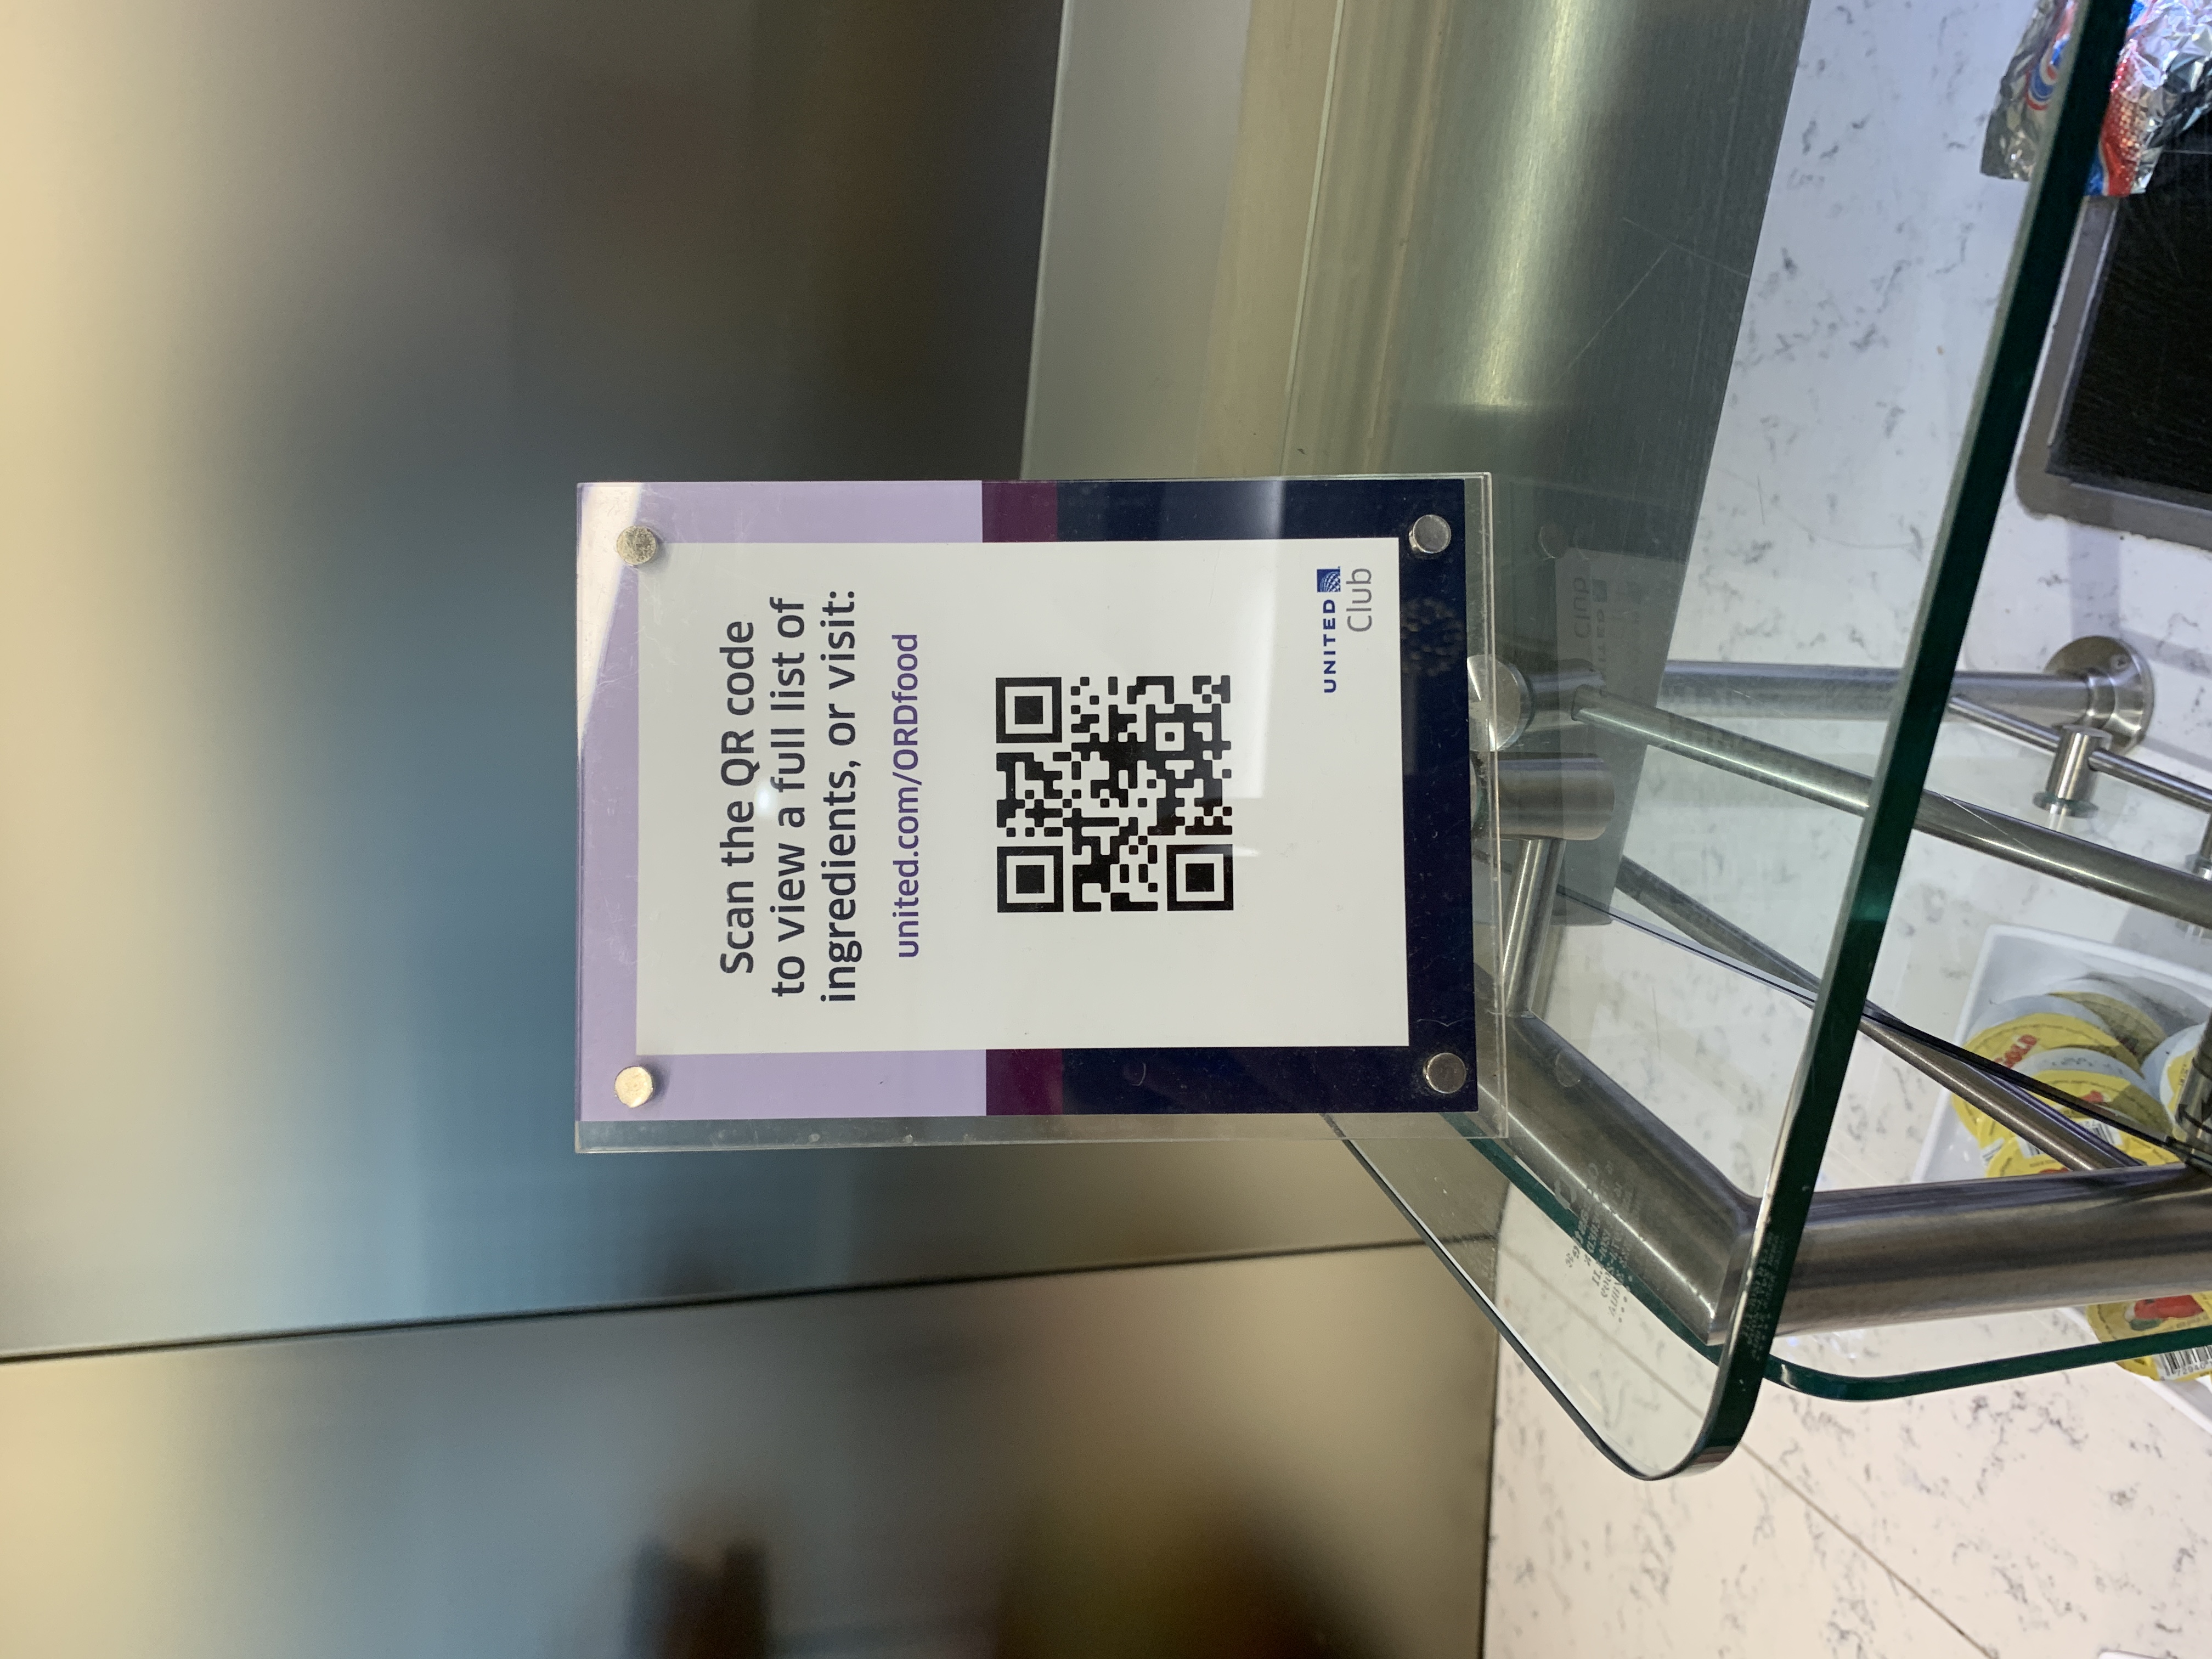 Scan the QR code
to view a full list of
ingredients, or visit:
united.com/ORDfood
UNITED
Club